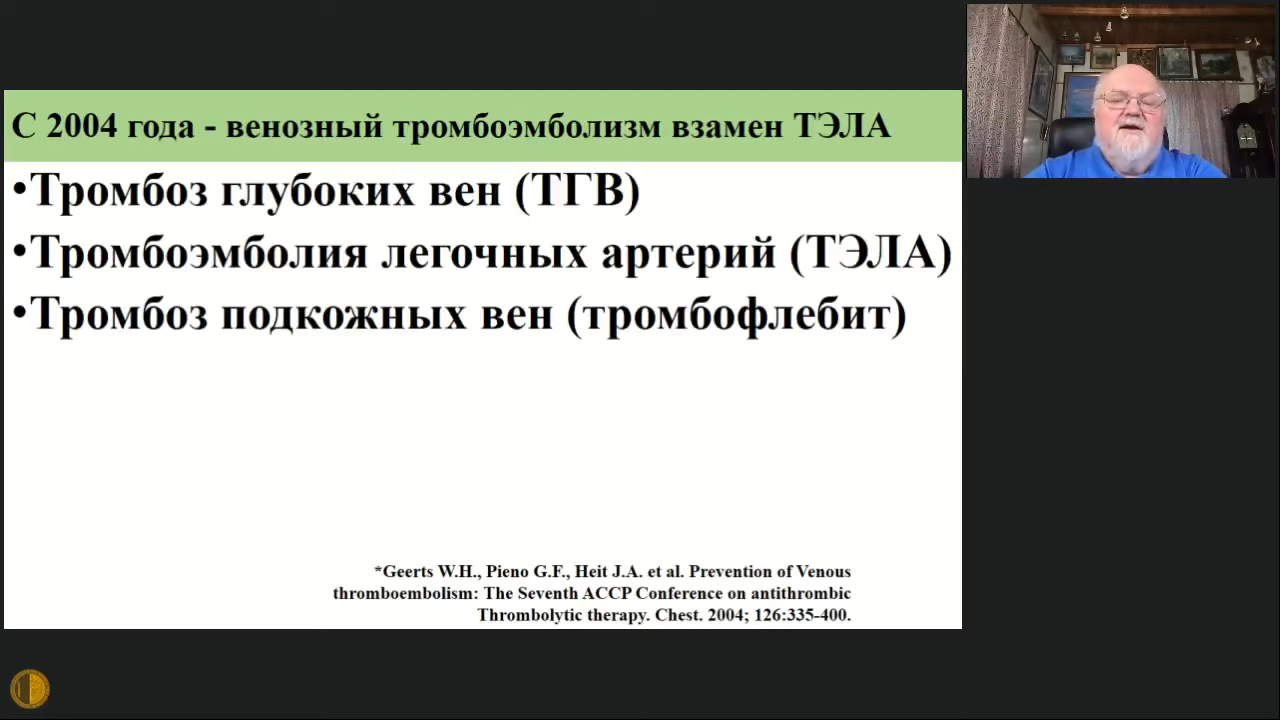 С 2004 года - венозный тромбоэмболизм взамен ТЭЛА
•Тромбоз глубоких вен (ТГВ)
•Тромбоэмболия легочных артерий (ТЭЛА)
•Тромбоз подкожных вен (тромбофлебит)
*Geerts W.H., Pieno G.F., Heit J.A. et al. Prevention of Venous
thromboembolism: The Seventh ACCP Conference on antithrombic
Thrombolytic therapy. Chest. 2004; 126:335-400.